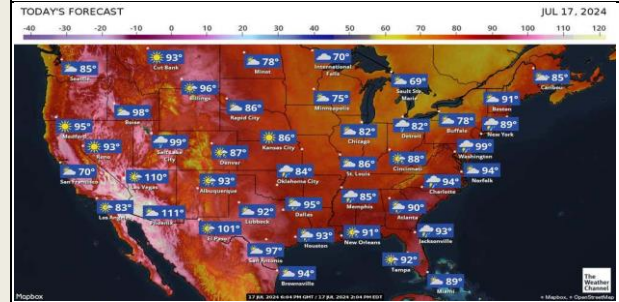 TODAY'S FORECAST
JUL 17, 2024
-40 -30 -20 -10 0 10 20 30 40 50 60 70 80 90 100 110 120
93°
Cut Bank
78°
Minot
70°
International Falls
85°
Seattle
96°
Billings
69°
Sault Ste. Marie
85°
Caribou
75°
Minneapolis
91°
Boston
98°
Boise
86°
Rapid City
95°
Medford
82°
Detroit
78°
Buffalo
89°
New York
93°
Reno
99°
Salt Lake City
87°
Denver
86°
Kansas City
82°
Chicago
99°
Washington
70°
San Francisco
110°
Las Vegas
93°
Albuquerque
84°
Oklahoma City
86°
St. Louis
88°
Cincinnati
94°
Norfolk
94°
Charlotte
83°
Los Angeles
111°
Phoenix
92°
Lubbock
95°
Dallas
85°
Memphis
90°
Atlanta
101°
El Paso
97°
San Antonio
93°
Houston
91°
New Orleans
93°
Jacksonville
94°
Brownsville
92°
Tampa
89°
Miami
The
Weather
Channel
Mapbox
17 JUL 2024 6:04 PM GMT / 17 JUL 2024 2:04 PM EDT
© Mapbox, © OpenStreetMap